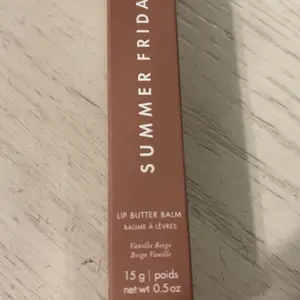 SUMMER FRIDA
LIP BUTTER BALM
BAUME À LÈVRES
Vanilla Beige
Beige Vanille
15 g | poids
net wt 0.5 oz